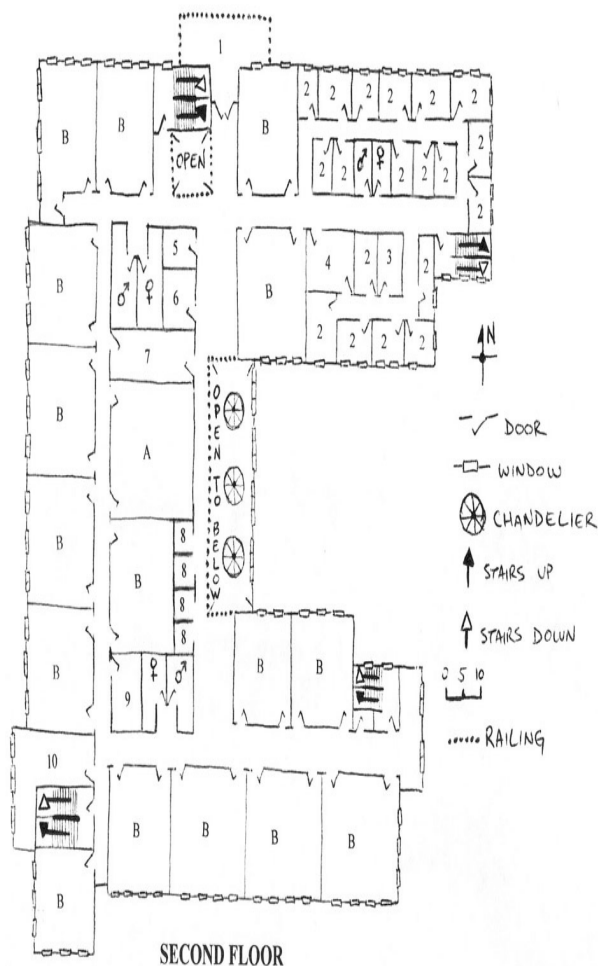 1
2 2 2 2 2 2
B B B 2
OPEN
2 2 ♂ ♀ 2 2 2
2
5 4 2 3 2
B B
♂ ♀ 6
2 2 2 2
7
N
B
OPEN TO BELOW
A
B
B
8
8
8
8
B
B B
9 ♀ ♂
10
B B B B
B
DOOR
WINDOW
CHANDELIER
STAIRS UP
STAIRS DOWN
0 5 10
RAILING
SECOND FLOOR